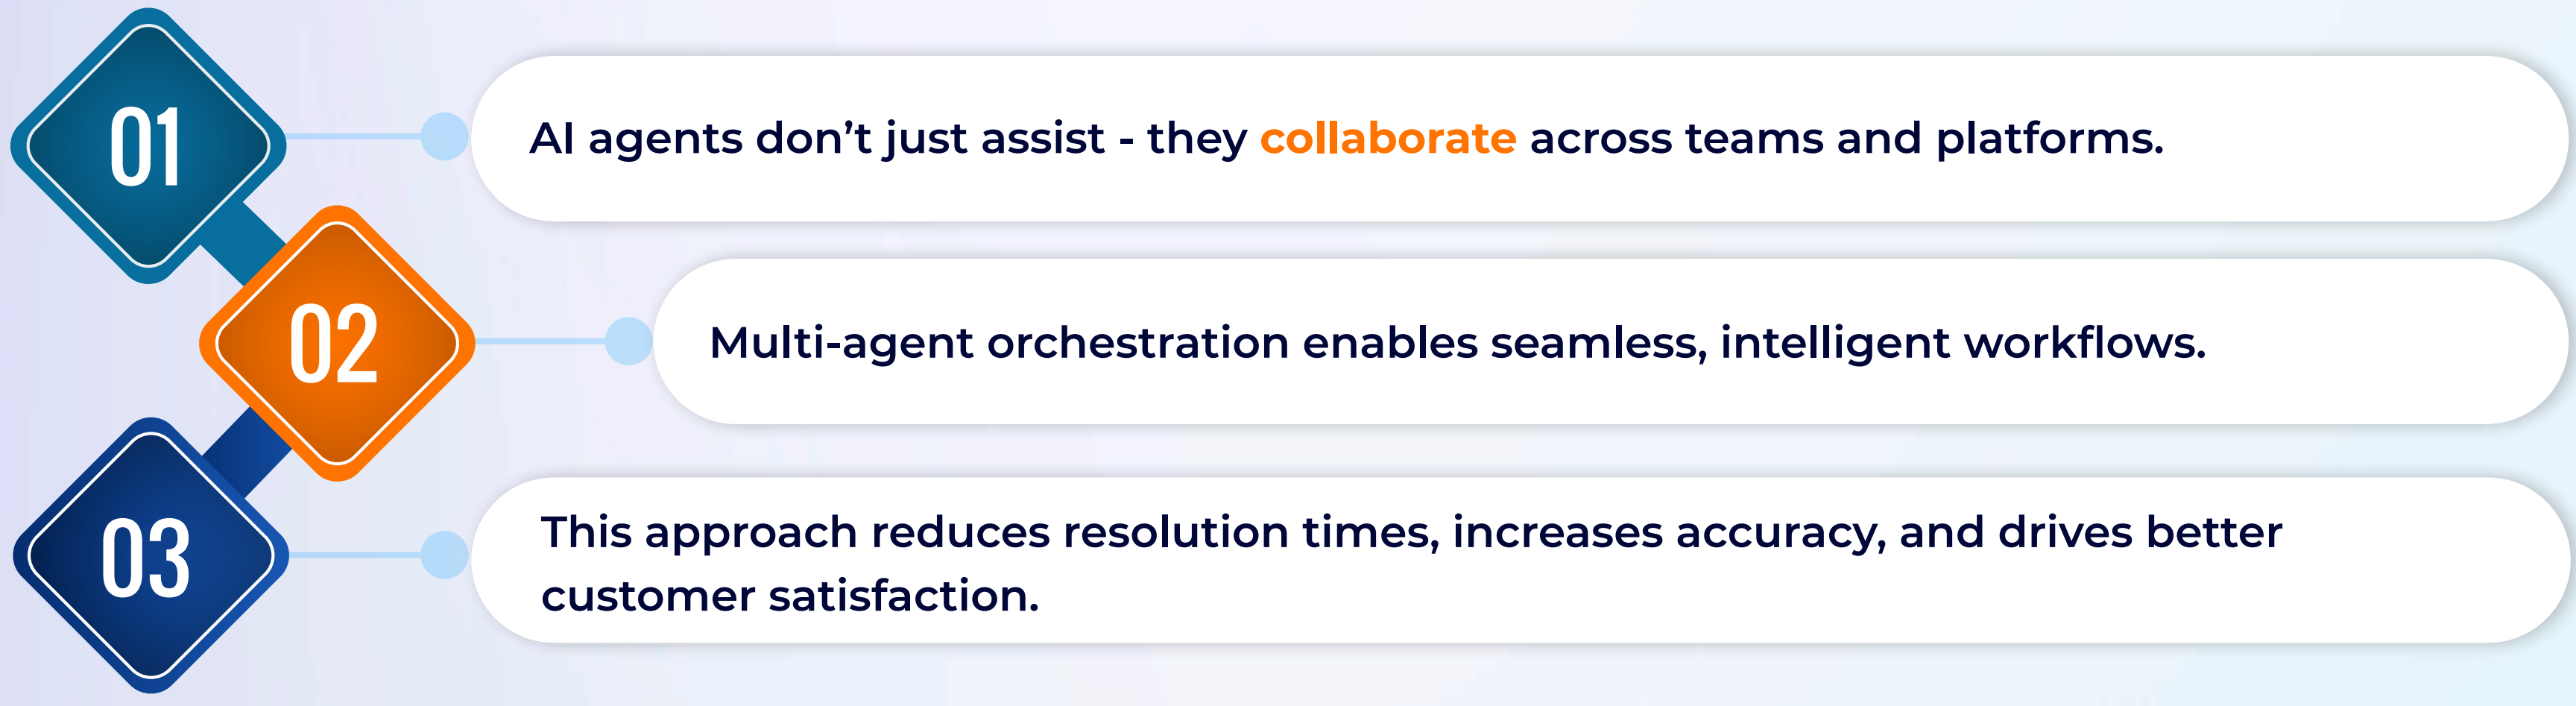 01
AI agents don’t just assist - they collaborate across teams and platforms.
02
Multi-agent orchestration enables seamless, intelligent workflows.
03
This approach reduces resolution times, increases accuracy, and drives better
customer satisfaction.